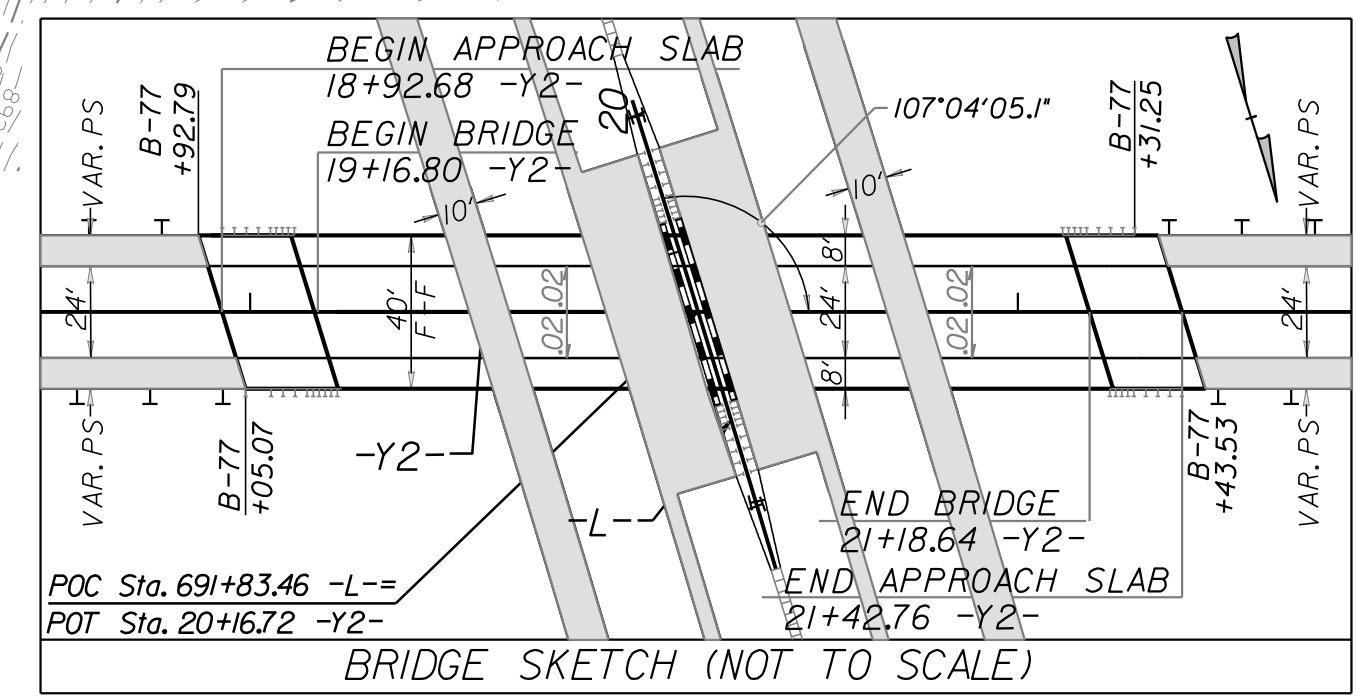 BEGIN APPROACH SLAB
18+92.68 -Y2-
BEGIN BRIDGE
19+16.80 -Y2-
20
107°04'05.1"
B-77
+92.79
B-77
+31.25
VAR. PS
VAR. PS
10'
10'
24'
40'
F-F
.02 .02
8'
24'
8'
.02 .02
24'
VAR. PS
B-77
+05.07
-Y2-
-L-
B-77
+43.53
VAR. PS
END BRIDGE
21+18.64 -Y2-
END APPROACH SLAB
21+42.76 -Y2-
POC Sta. 691+83.46 -L-=
POT Sta. 20+16.72 -Y2-
BRIDGE SKETCH (NOT TO SCALE)